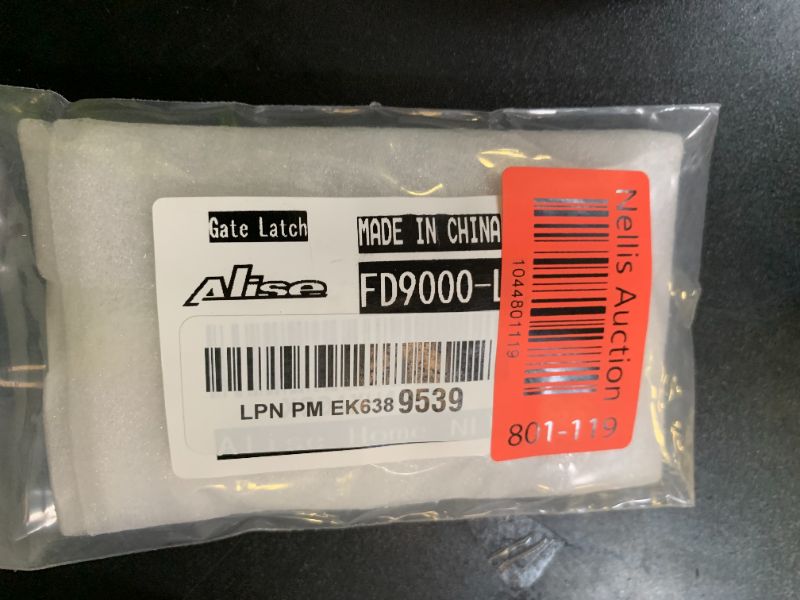 Gate Latch
MADE IN CHINA
Alise
FD9000-L
LPN PM EK638 9539
Nellis Auction
1044801119
801-119